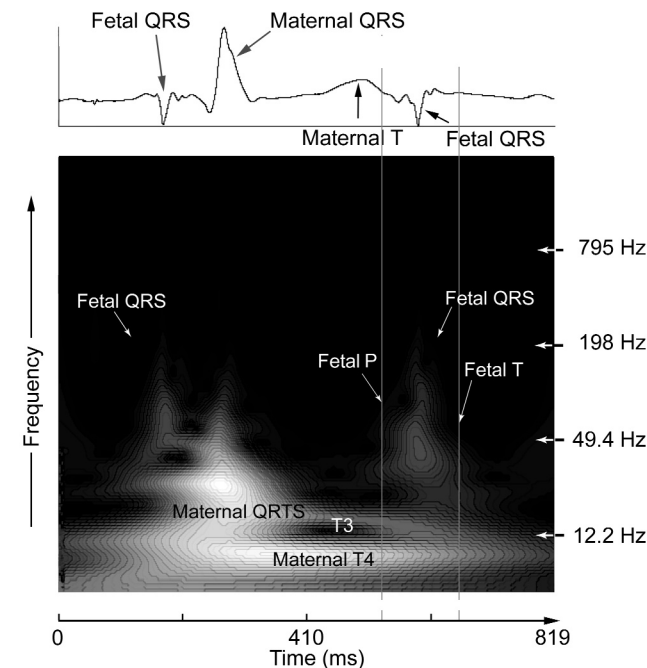 Fetal QRS
Maternal QRS
Maternal T
Fetal QRS
795 Hz
Fetal QRS
Fetal QRS
198 Hz
Fetal P
Fetal T
Frequency
49.4 Hz
Maternal QRTS
T3
12.2 Hz
Maternal T4
0
410
819
Time (ms)